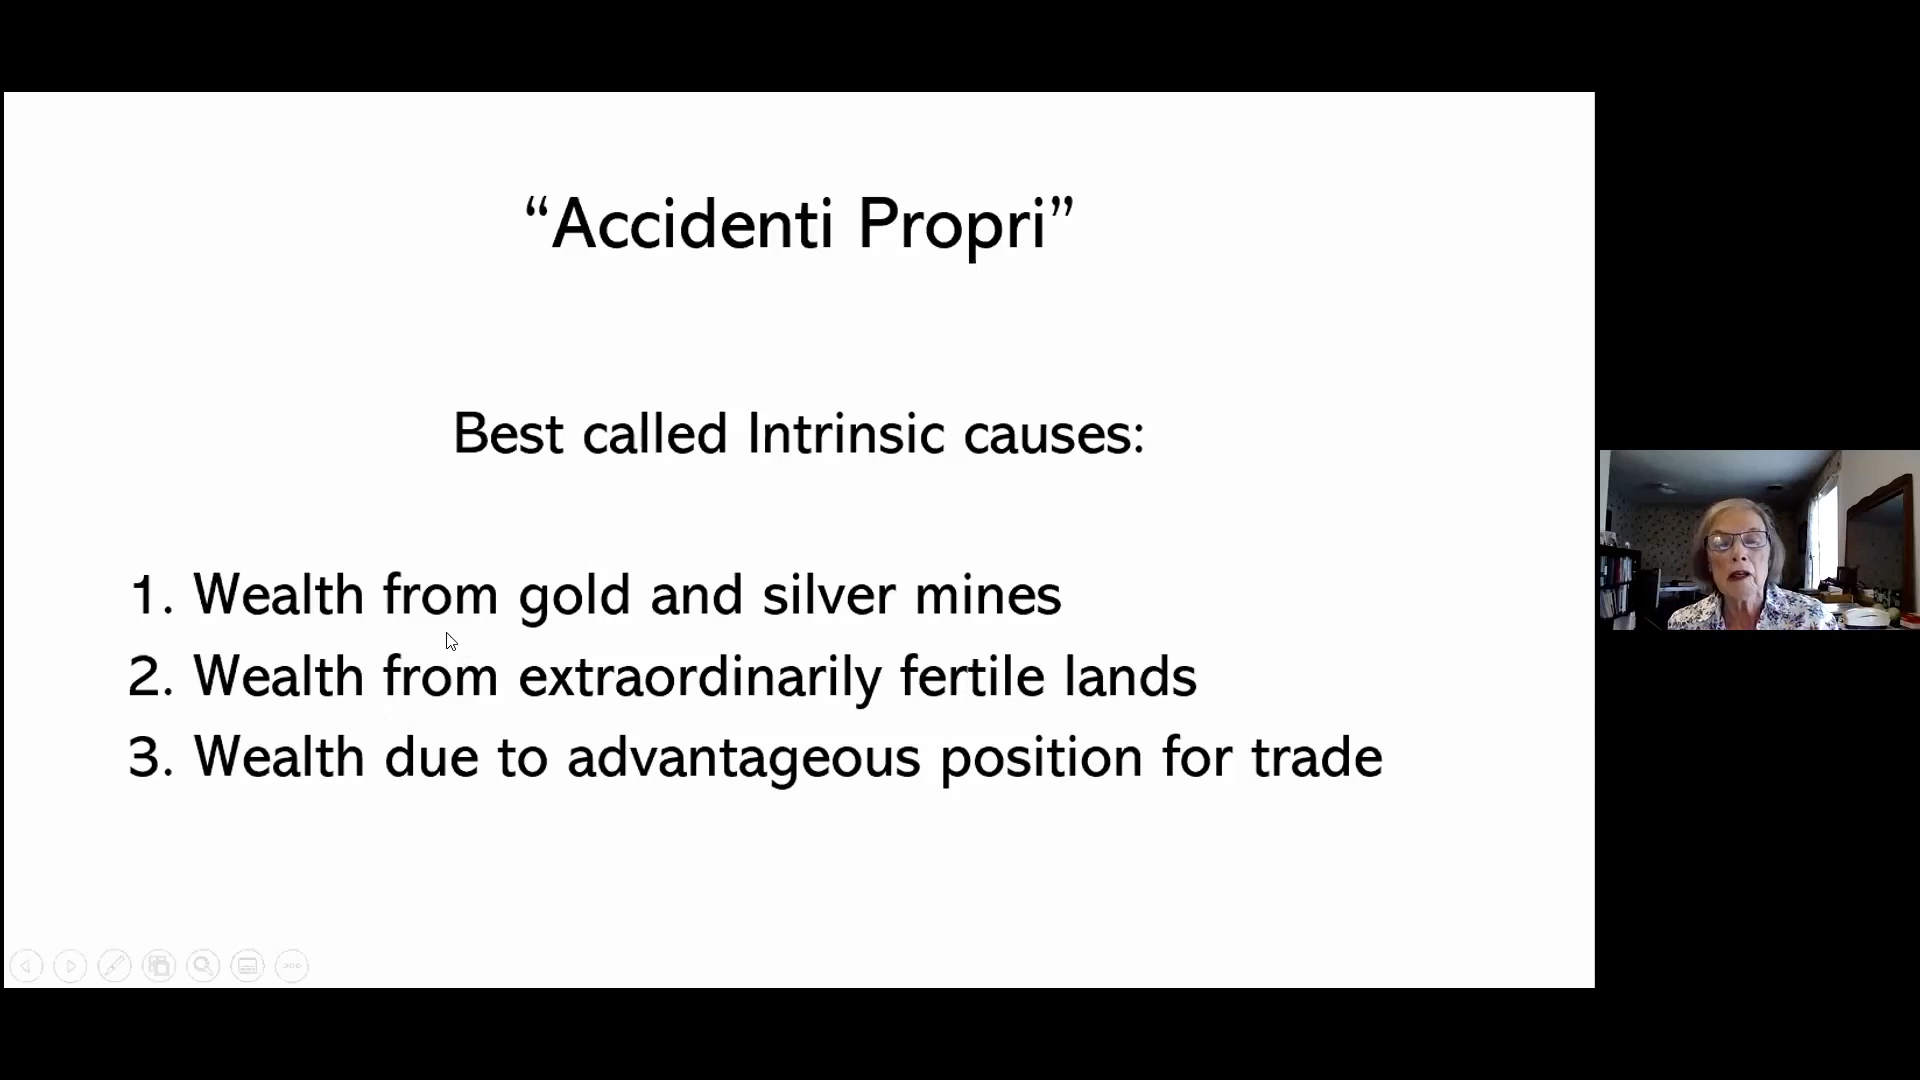 “Accidenti Propri”
Best called Intrinsic causes:
1. Wealth from gold and silver mines
2. Wealth from extraordinarily fertile lands
3. Wealth due to advantageous position for trade